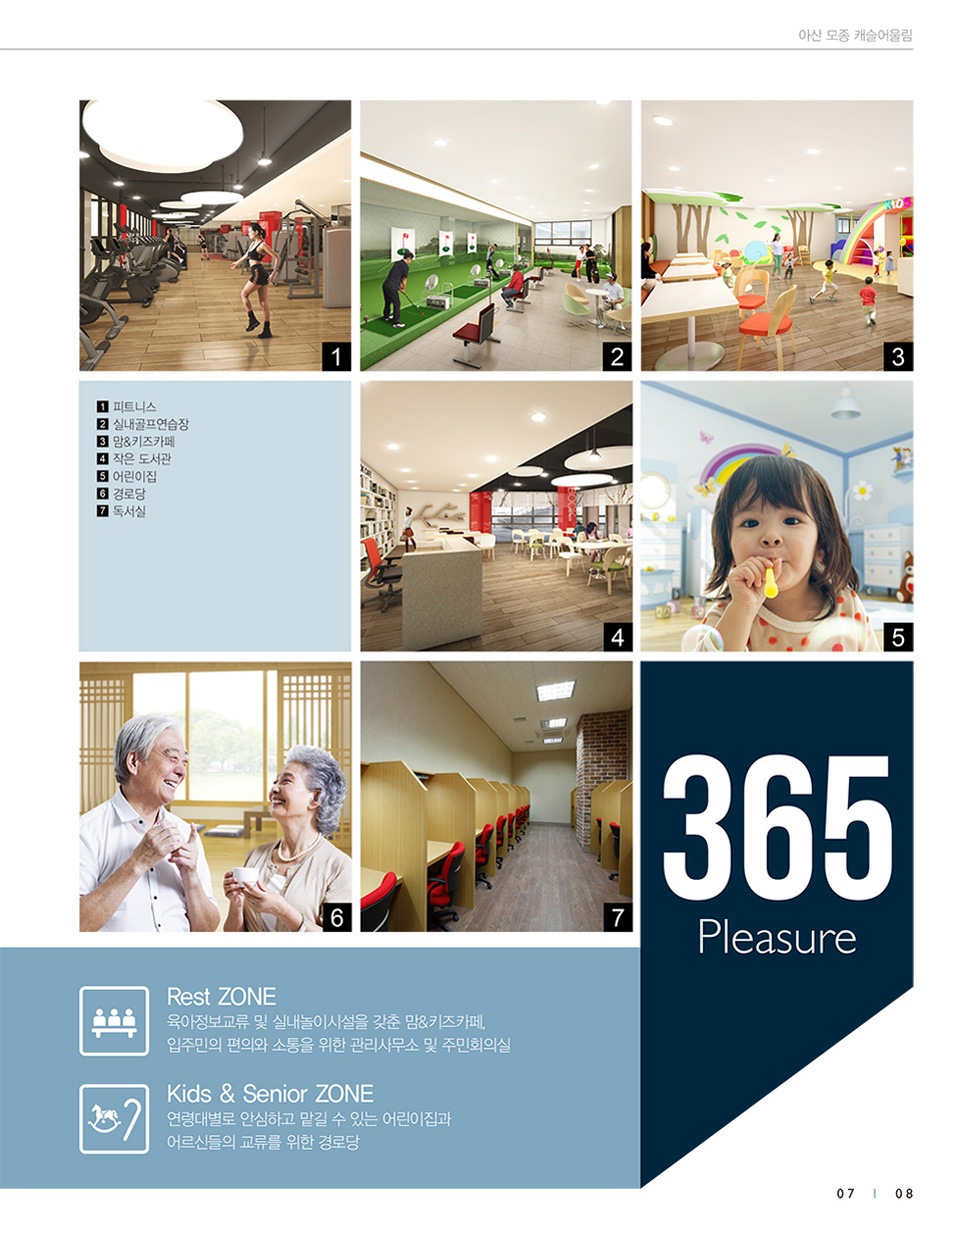 아산 모종 캐슬어울림
KID
1
2
3
1 피트니스
2 실내골프연습장
3 맘&키즈카페
4 작은 도서관
5 어린이집
6 경로당
7 독서실
4
5
6
7
365
Pleasure
Rest ZONE
육아정보교류 및 실내놀이시설을 갖춘 맘&키즈카페,
입주민의 편의와 소통을 위한 관리사무소 및 주민회의실
Kids & Senior ZONE
연령대별로 안심하고 맡길 수 있는 어린이집과
어르신들의 교류를 위한 경로당
07 | 08